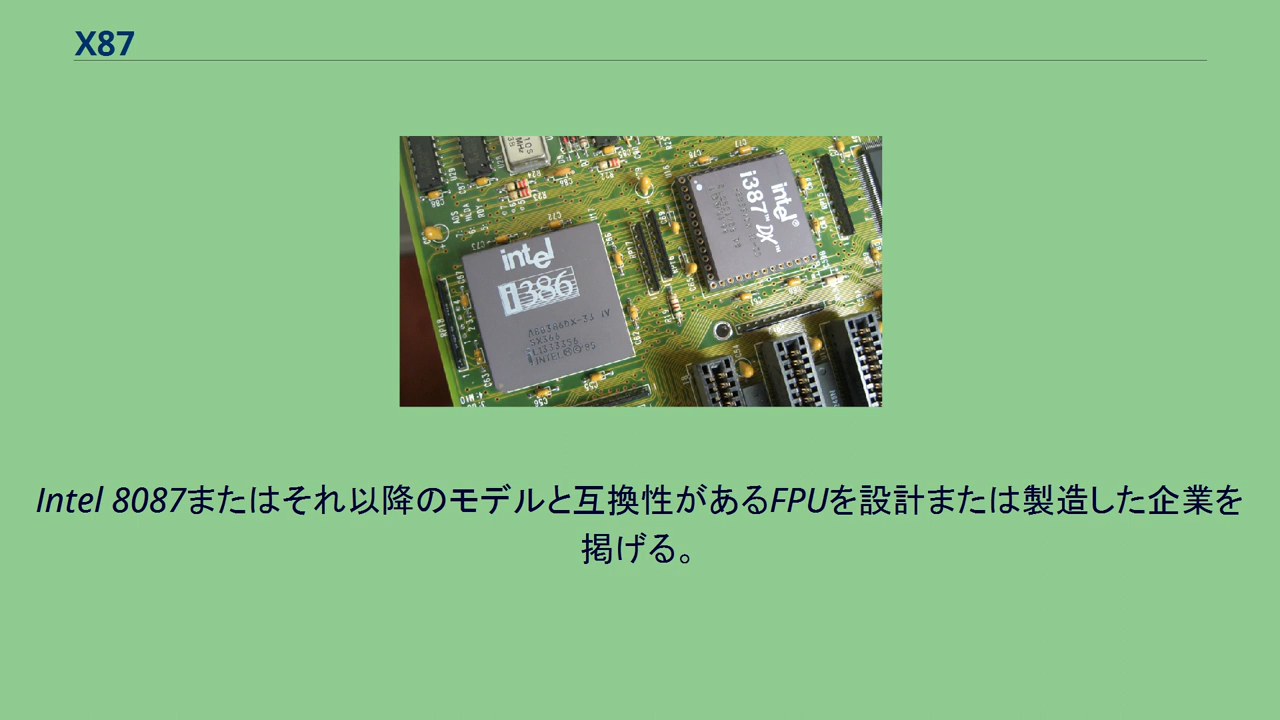 X87
intel
i386
intel®
i387™ DX™
A80386DX-33 IV
SX366
L1333356
INTEL ©© '85
Intel 8087またはそれ以降のモデルと互換性があるFPUを設計または製造した企業を
掲げる。